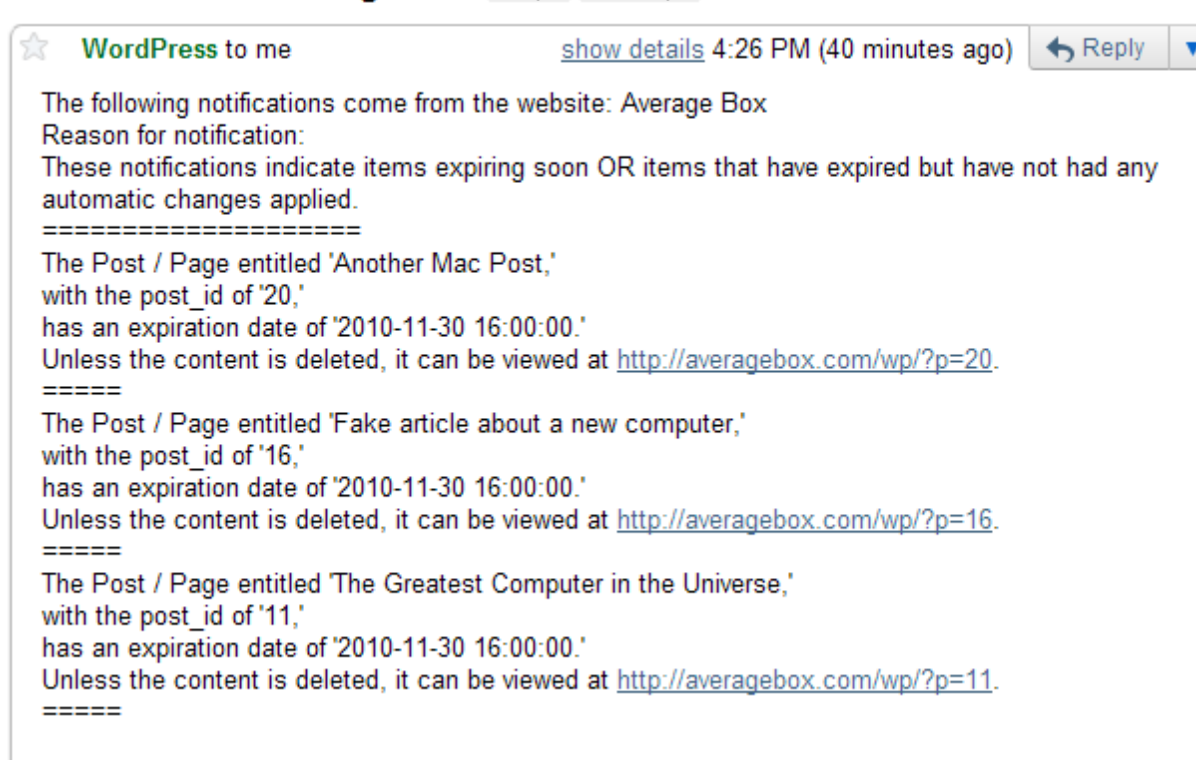 WordPress to me show details 4:26 PM (40 minutes ago) Reply
The following notifications come from the website: Average Box
Reason for notification:
These notifications indicate items expiring soon OR items that have expired but have not had any
automatic changes applied.
====================
The Post / Page entitled 'Another Mac Post,'
with the post_id of '20,'
has an expiration date of '2010-11-30 16:00:00.'
Unless the content is deleted, it can be viewed at http://averagebox.com/wp/?p=20.
=====
The Post / Page entitled 'Fake article about a new computer,'
with the post_id of '16,'
has an expiration date of '2010-11-30 16:00:00.'
Unless the content is deleted, it can be viewed at http://averagebox.com/wp/?p=16.
=====
The Post / Page entitled 'The Greatest Computer in the Universe,'
with the post_id of '11,'
has an expiration date of '2010-11-30 16:00:00.'
Unless the content is deleted, it can be viewed at http://averagebox.com/wp/?p=11.
=====